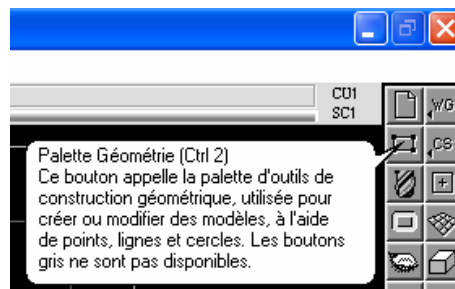 CU1
SC1
WG
CS
Palette Géométrie (Ctrl 2)
Ce bouton appelle la palette d'outils de
construction géométrique, utilisée pour
créer ou modifier des modèles, à l'aide
de points, lignes et cercles. Les boutons
gris ne sont pas disponibles.